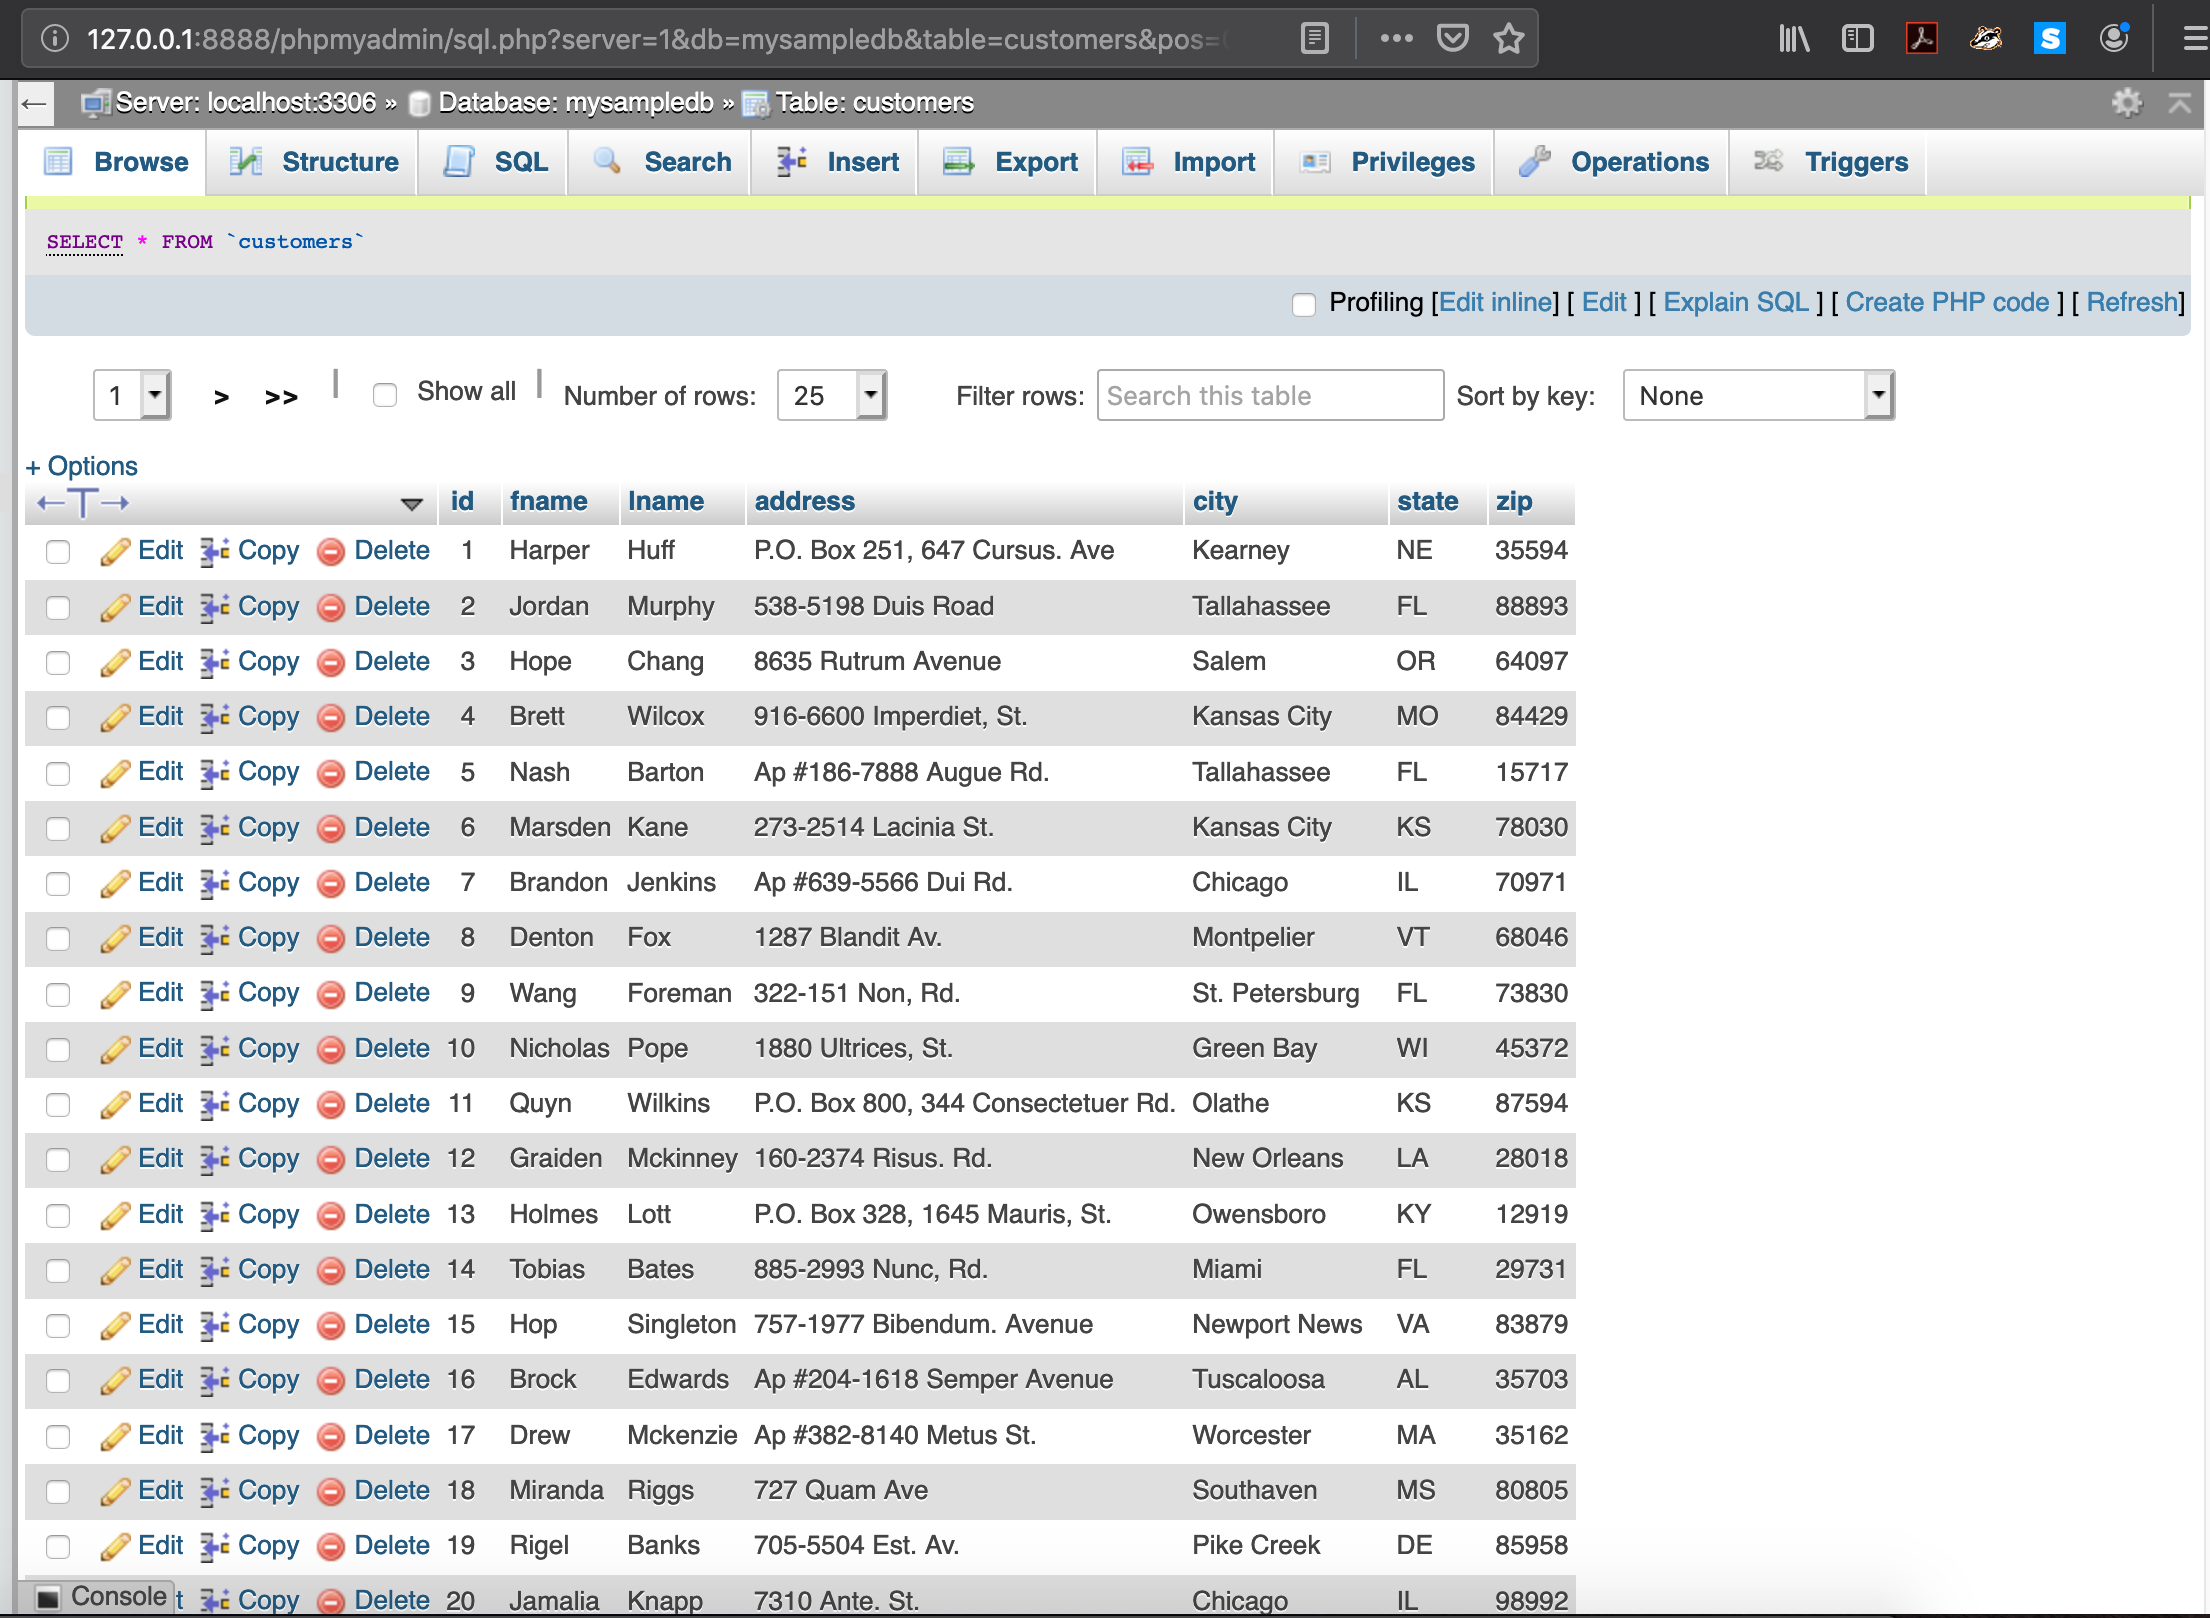 127.0.0.1:8888/phpmyadmin/sql.php?server=1&db=mysampledb&table=customers&pos=
Server: localhost:3306 » Database: mysampledb » Table: customers
Browse Structure SQL Search Insert Export Import Privileges Operations Triggers
SELECT * FROM `customers`
Profiling [Edit inline] [ Edit ] [ Explain SQL ] [ Create PHP code ] [ Refresh]
1 > >> | Show all | Number of rows: 25 Filter rows: Search this table Sort by key: None
+ Options
←T→ id fname lname address city state zip
Edit Copy Delete 1 Harper Huff P.O. Box 251, 647 Cursus. Ave Kearney NE 35594
Edit Copy Delete 2 Jordan Murphy 538-5198 Duis Road Tallahassee FL 88893
Edit Copy Delete 3 Hope Chang 8635 Rutrum Avenue Salem OR 64097
Edit Copy Delete 4 Brett Wilcox 916-6600 Imperdiet, St. Kansas City MO 84429
Edit Copy Delete 5 Nash Barton Ap #186-7888 Augue Rd. Tallahassee FL 15717
Edit Copy Delete 6 Marsden Kane 273-2514 Lacinia St. Kansas City KS 78030
Edit Copy Delete 7 Brandon Jenkins Ap #639-5566 Dui Rd. Chicago IL 70971
Edit Copy Delete 8 Denton Fox 1287 Blandit Av. Montpelier VT 68046
Edit Copy Delete 9 Wang Foreman 322-151 Non, Rd. St. Petersburg FL 73830
Edit Copy Delete 10 Nicholas Pope 1880 Ultrices, St. Green Bay WI 45372
Edit Copy Delete 11 Quyn Wilkins P.O. Box 800, 344 Consectetuer Rd. Olathe KS 87594
Edit Copy Delete 12 Graiden Mckinney 160-2374 Risus. Rd. New Orleans LA 28018
Edit Copy Delete 13 Holmes Lott P.O. Box 328, 1645 Mauris, St. Owensboro KY 12919
Edit Copy Delete 14 Tobias Bates 885-2993 Nunc, Rd. Miami FL 29731
Edit Copy Delete 15 Hop Singleton 757-1977 Bibendum. Avenue Newport News VA 83879
Edit Copy Delete 16 Brock Edwards Ap #204-1618 Semper Avenue Tuscaloosa AL 35703
Edit Copy Delete 17 Drew Mckenzie Ap #382-8140 Metus St. Worcester MA 35162
Edit Copy Delete 18 Miranda Riggs 727 Quam Ave Southaven MS 80805
Edit Copy Delete 19 Rigel Banks 705-5504 Est. Av. Pike Creek DE 85958
Console t Copy Delete 20 Jamalia Knapp 7310 Ante. St. Chicago IL 98992